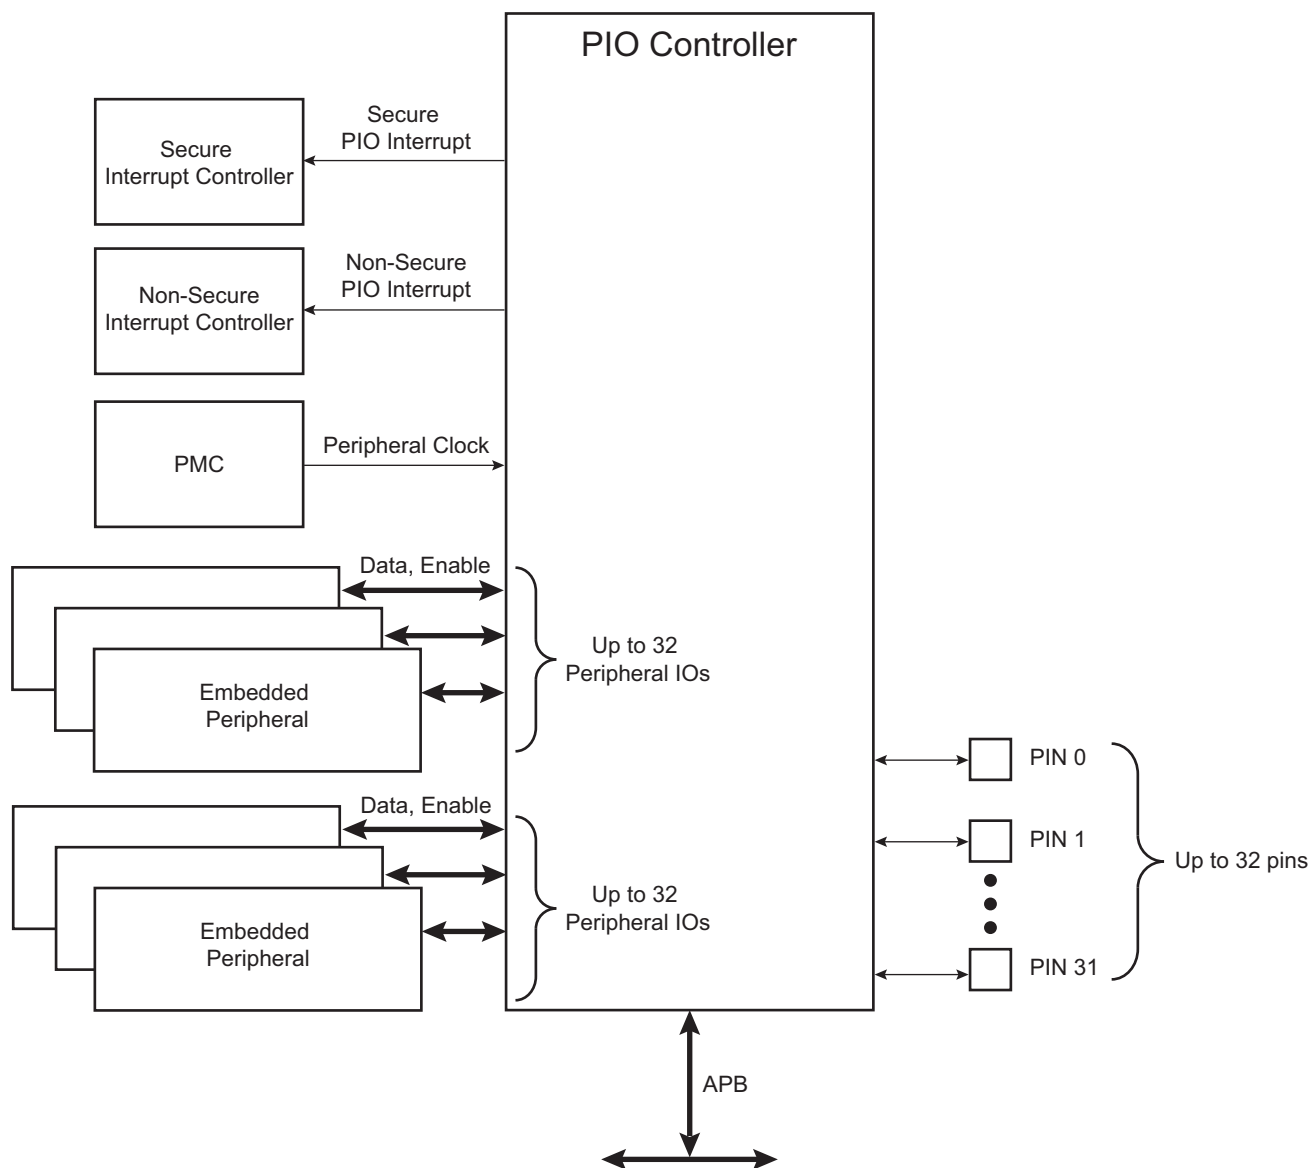 PIO Controller
Secure
PIO Interrupt
Secure
Interrupt Controller
Non-Secure
PIO Interrupt
Non-Secure
Interrupt Controller
Peripheral Clock
PMC
Data, Enable
Up to 32
Peripheral IOs
Embedded
Peripheral
PIN 0
Data, Enable
PIN 1
Up to 32 pins
Up to 32
Peripheral IOs
Embedded
Peripheral
PIN 31
APB